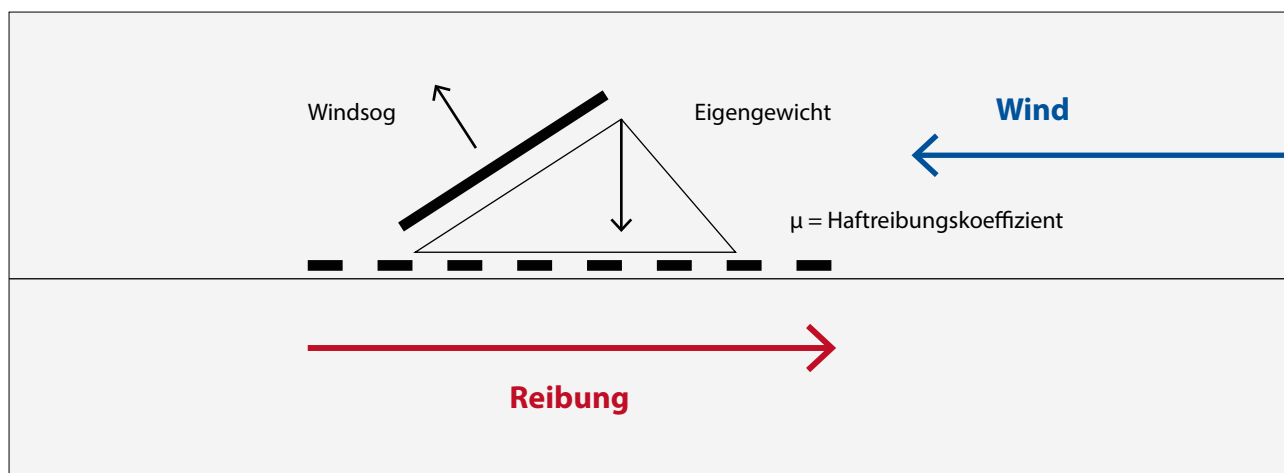 Windsog
Eigengewicht
Wind
µ = Haftreibungskoeffizient
Reibung